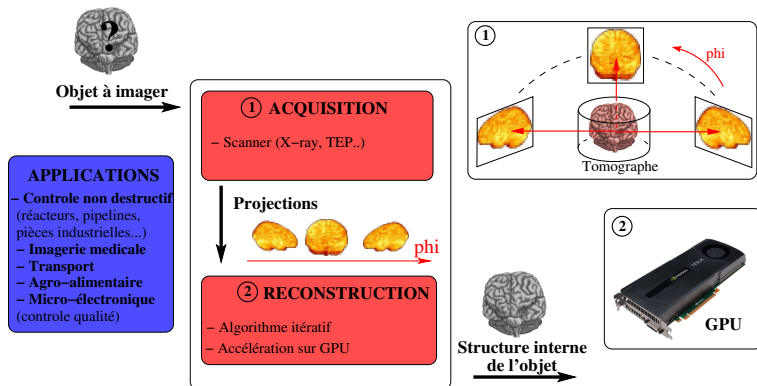 ?
Objet à imager
1 ACQUISITION
– Scanner (X-ray, TEP..)
Projections
phi
2 RECONSTRUCTION
– Algorithme itératif
– Accélération sur GPU
APPLICATIONS
– Controle non destructif
(réacteurs, pipelines,
pièces industrielles...)
– Imagerie medicale
– Transport
– Agro–alimentaire
– Micro–électronique
(controle qualité)
Structure interne
de l'objet
1
phi
Tomographe
2
TESLA
GPU